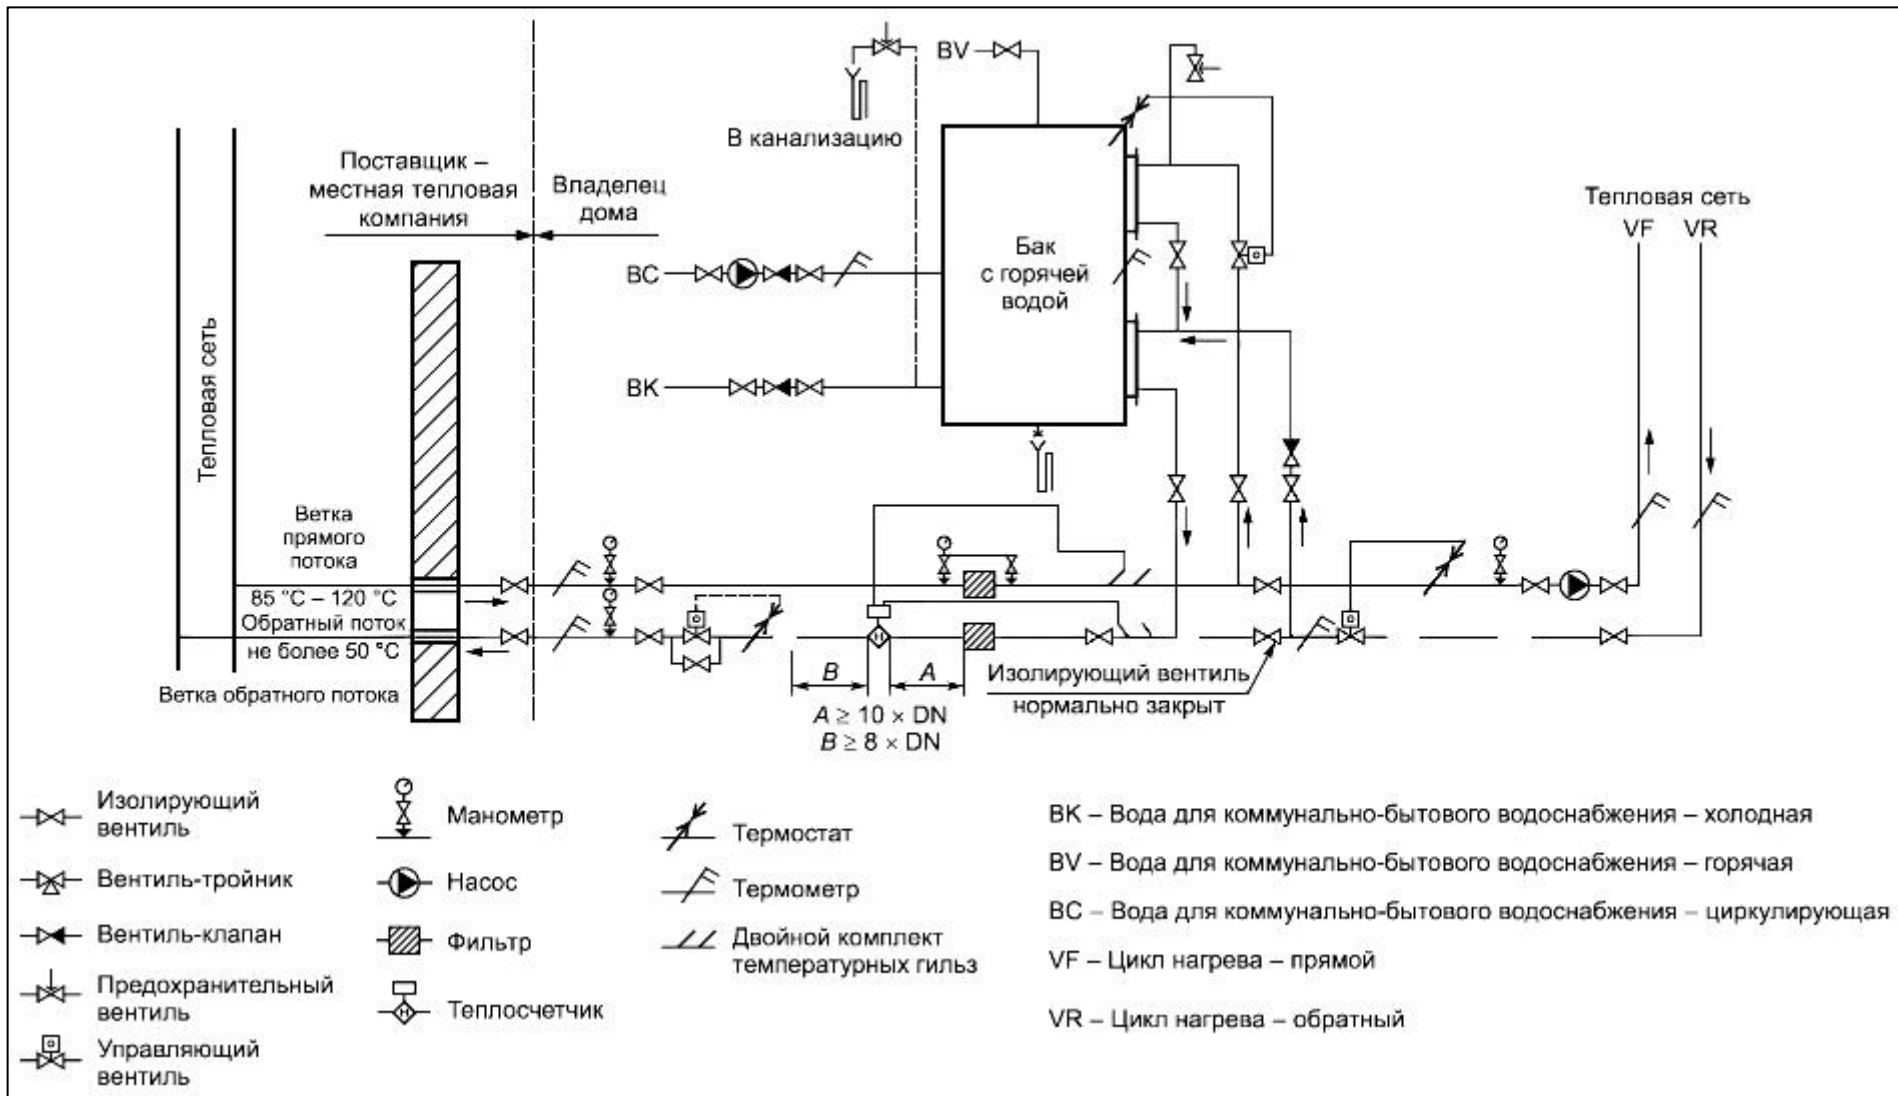 BV
В канализацию
Поставщик –
местная тепловая
компания
Владелец
дома
Тепловая сеть
VF VR
Бак
с горячей
водой
BC
BK
Тепловая сеть
Ветка
прямого
потока
85 °C – 120 °C
Обратный поток
не более 50 °C
Ветка обратного потока
B
A
A ≥ 10 × DN
B ≥ 8 × DN
Изолирующий вентиль
нормально закрыт
Изолирующий
вентиль
Вентиль-тройник
Вентиль-клапан
Предохранительный
вентиль
Управляющий
вентиль
Манометр
Насос
Фильтр
Теплосчетчик
Термостат
Термометр
Двойной комплект
температурных гильз
BK – Вода для коммунально-бытового водоснабжения – холодная
BV – Вода для коммунально-бытового водоснабжения – горячая
BC – Вода для коммунально-бытового водоснабжения – циркулирующая
VF – Цикл нагрева – прямой
VR – Цикл нагрева – обратный